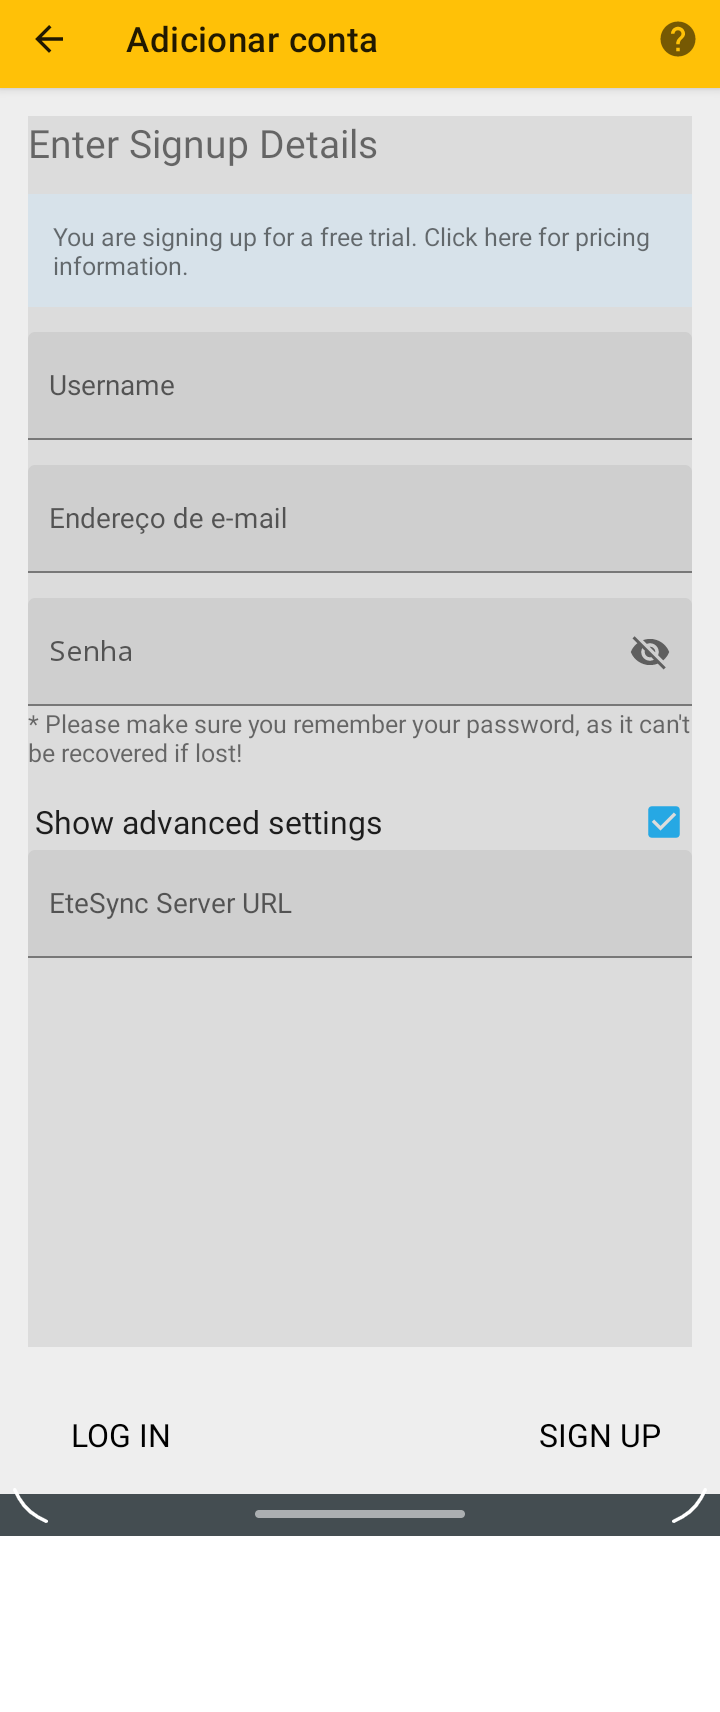 Adicionar conta
Enter Signup Details
You are signing up for a free trial. Click here for pricing
information.
Username
Endereço de e-mail
Senha
* Please make sure you remember your password, as it can't
be recovered if lost!
Show advanced settings
EteSync Server URL
LOG IN
SIGN UP